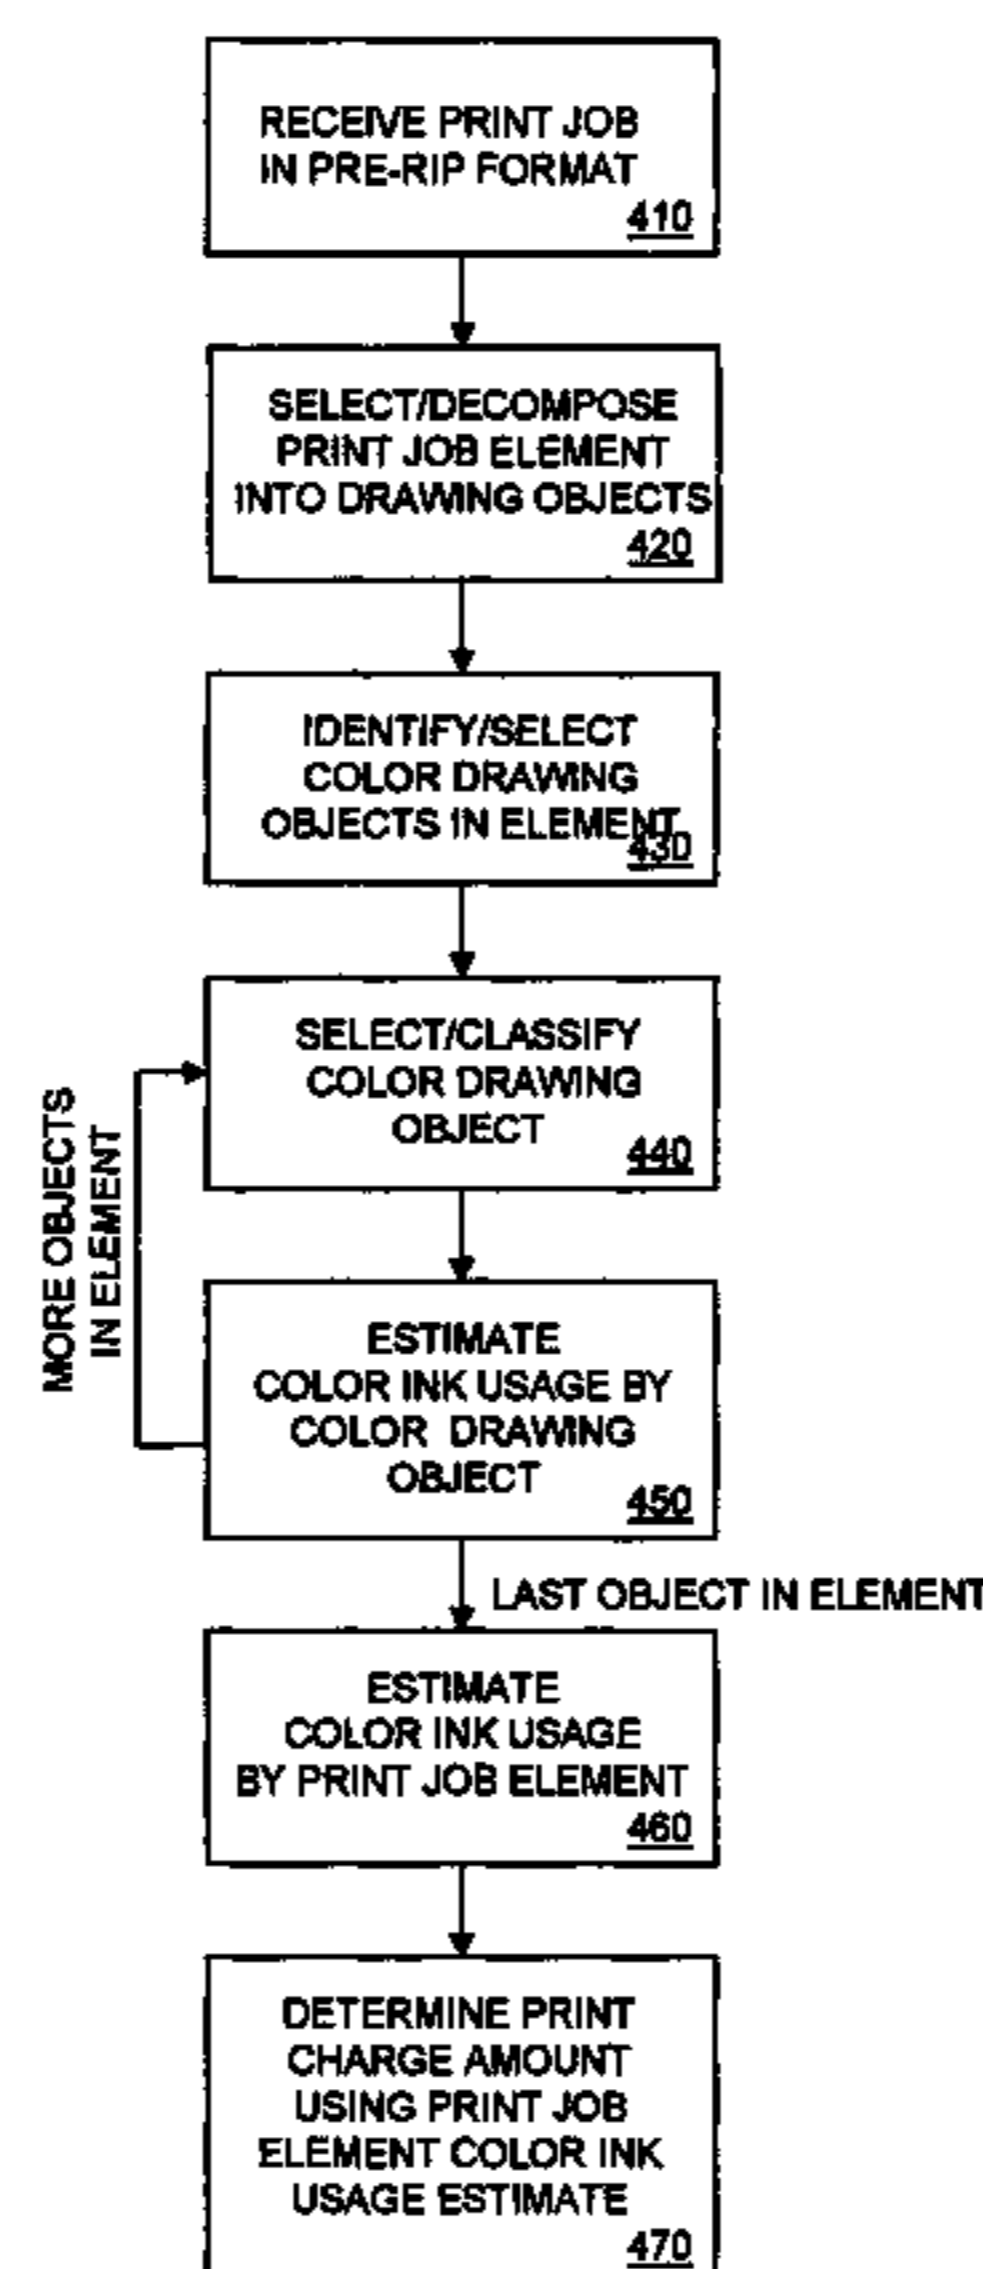 RECEIVE PRINT JOB
IN PRE-RIP FORMAT
410
SELECT/DECOMPOSE
PRINT JOB ELEMENT
INTO DRAWING OBJECTS
420
IDENTIFY/SELECT
COLOR DRAWING
OBJECTS IN ELEMENT
430
SELECT/CLASSIFY
COLOR DRAWING
OBJECT
440
MORE OBJECTS
IN ELEMENT
ESTIMATE
COLOR INK USAGE BY
COLOR DRAWING
OBJECT
450
LAST OBJECT IN ELEMENT
ESTIMATE
COLOR INK USAGE
BY PRINT JOB ELEMENT
460
DETERMINE PRINT
CHARGE AMOUNT
USING PRINT JOB
ELEMENT COLOR INK
USAGE ESTIMATE
470